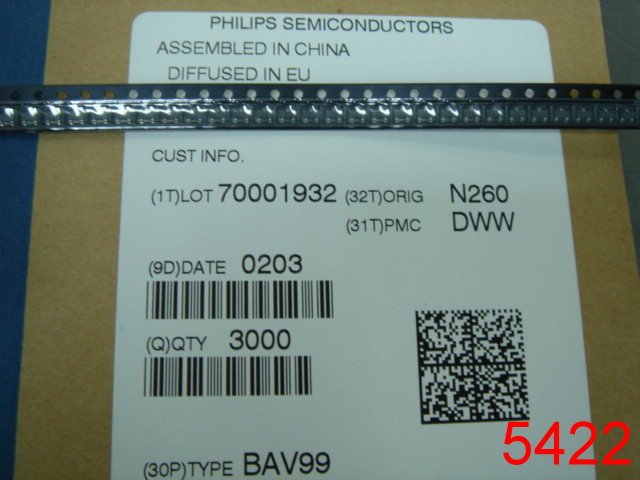 PHILIPS SEMICONDUCTORS
ASSEMBLED IN CHINA
DIFFUSED IN EU
CUST INFO.
(1T)LOT 70001932 (32T)ORIG N260
(31T)PMC DWW
(9D)DATE 0203
(Q)QTY 3000
(30P)TYPE BAV99
5422